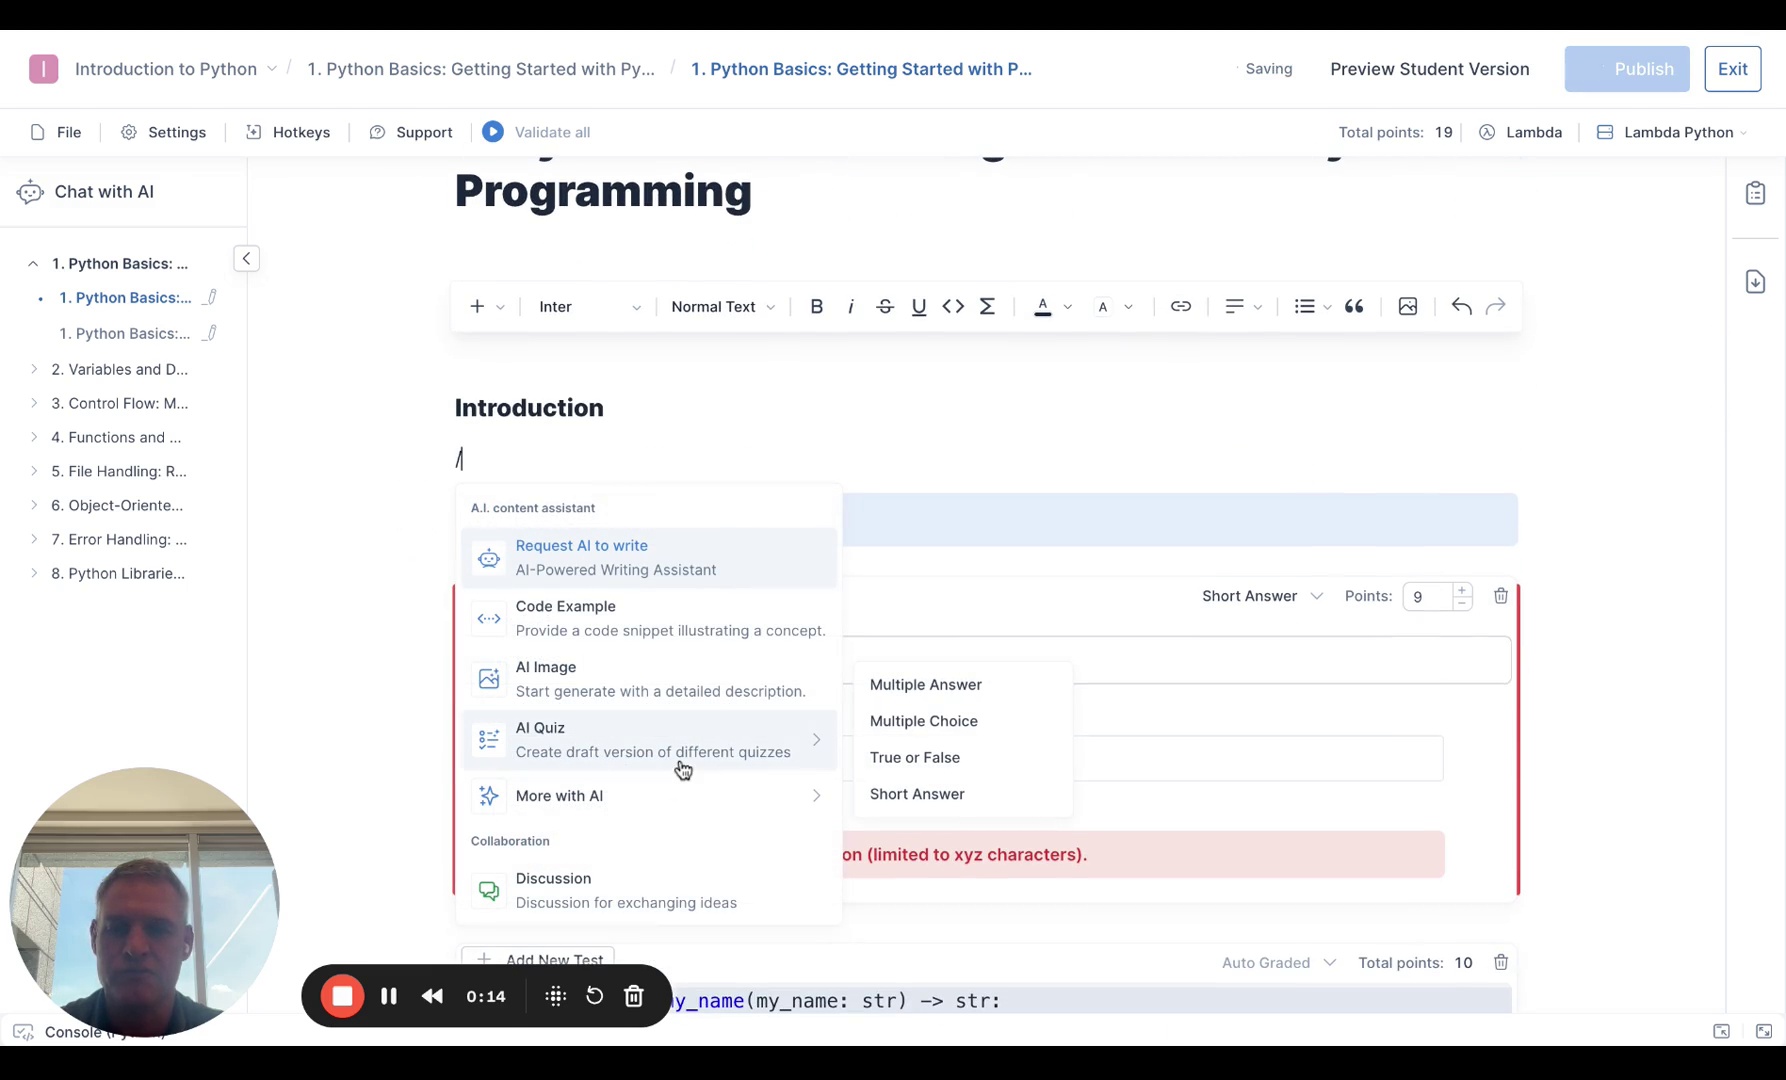 I Introduction to Python / 1. Python Basics: Getting Started with Py... / 1. Python Basics: Getting Started with P...
Saving
Preview Student Version
Publish
Exit
File
Settings
Hotkeys
Support
Validate all
Total points: 19
Lambda
Lambda Python
Chat with AI
1. Python Basics: ...
1. Python Basics:...
1. Python Basics:...
2. Variables and D...
3. Control Flow: M...
4. Functions and ...
5. File Handling: R...
6. Object-Oriente...
7. Error Handling: ...
8. Python Librarie...
Programming
Inter
Normal Text
B i S U <> Σ A A
Introduction
/
A.I. content assistant
Request AI to write
AI-Powered Writing Assistant
Code Example
Provide a code snippet illustrating a concept.
AI Image
Start generate with a detailed description.
AI Quiz
Create draft version of different quizzes
More with AI
Collaboration
Discussion
Discussion for exchanging ideas
Multiple Answer
Multiple Choice
True or False
Short Answer
Short Answer
Points: 9
on (limited to xyz characters).
Add New Test
Auto Graded
Total points: 10
my_name(my_name: str) -> str:
0:14
Console